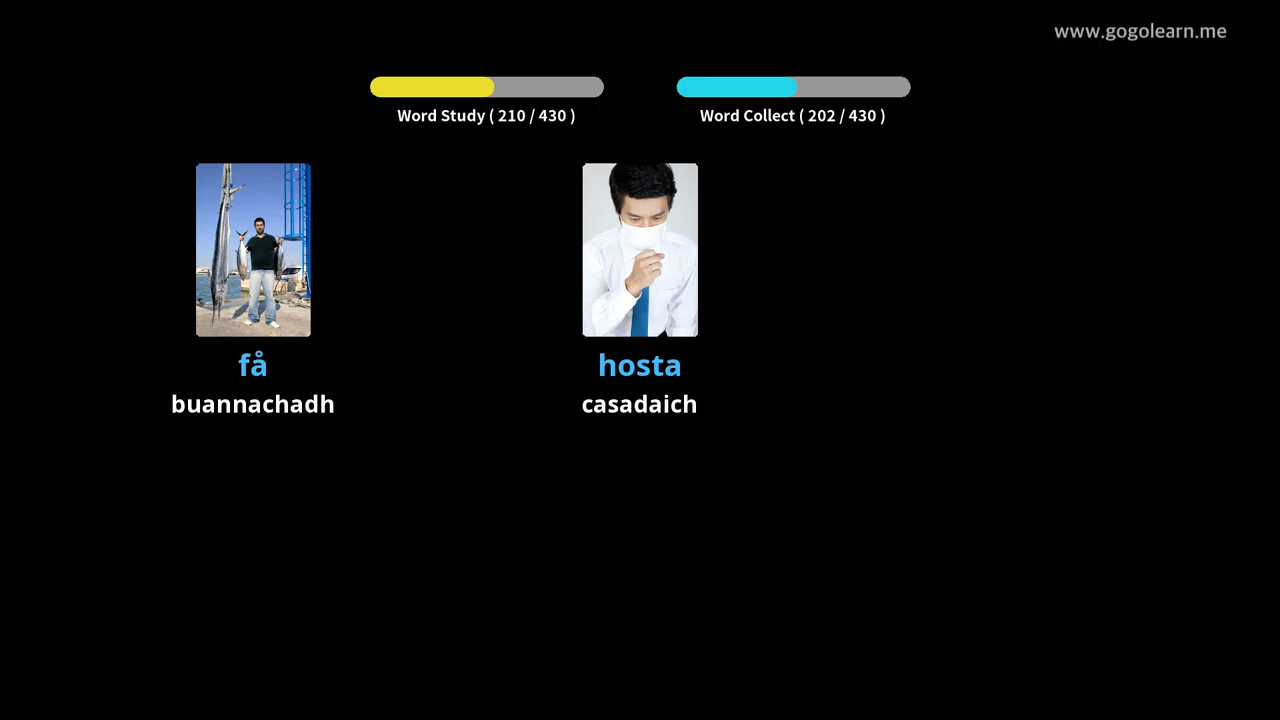 www.gogolearn.me
Word Study ( 210 / 430 )
Word Collect ( 202 / 430 )
få
buannachadh
hosta
casadaich